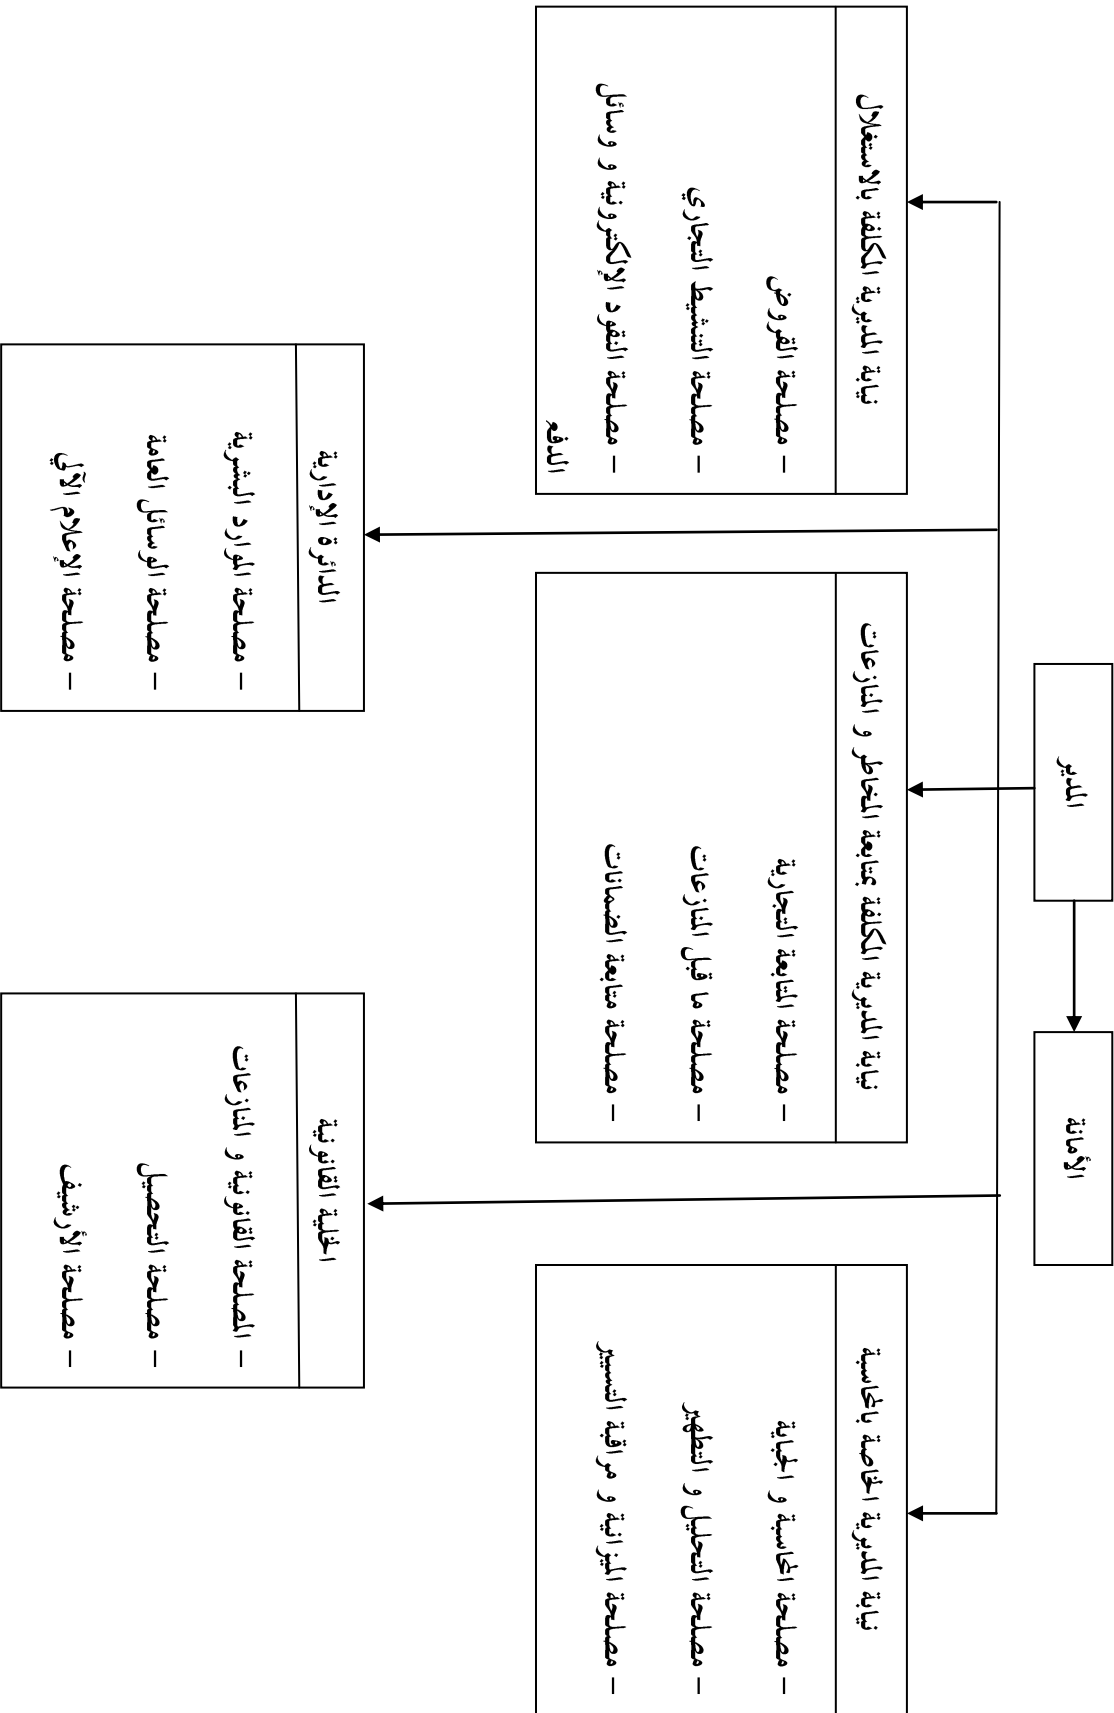 المدير
الأمانة
نيابة المديرية الخاصة بالمحاسبة
– مصلحة المحاسبة و الجباية
– مصلحة التحليل و التطهير
– مصلحة الميزانية و مراقبة التسيير
نيابة المديرية المكلفة بمتابعة المخاطر و المنازعات
– مصلحة المتابعة التجارية
– مصلحة ما قبل المنازعات
– مصلحة متابعة الضمانات
نيابة المديرية المكلفة بالاستغلال
– مصلحة القروض
– مصلحة التنشيط التجاري
– مصلحة النقود الإلكترونية و وسائل
الدفع
الخلية القانونية
– المصلحة القانونية و المنازعات
– مصلحة التحصيل
– مصلحة الأرشيف
الدائرة الإدارية
– مصلحة الموارد البشرية
– مصلحة الوسائل العامة
– مصلحة الإعلام الآلي